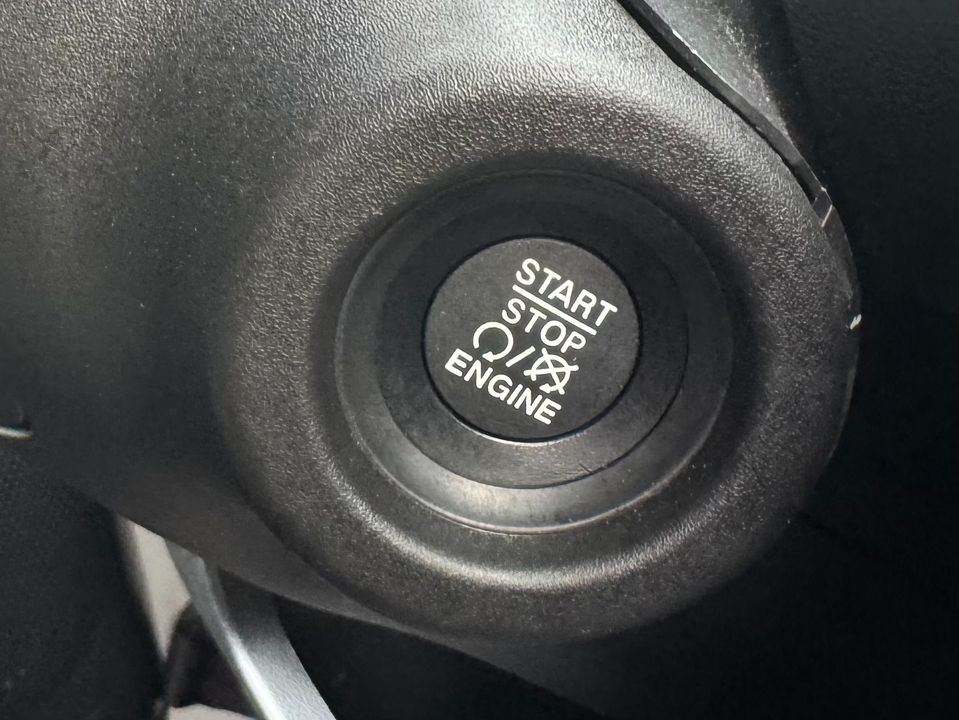 START
STOP
/
ENGINE